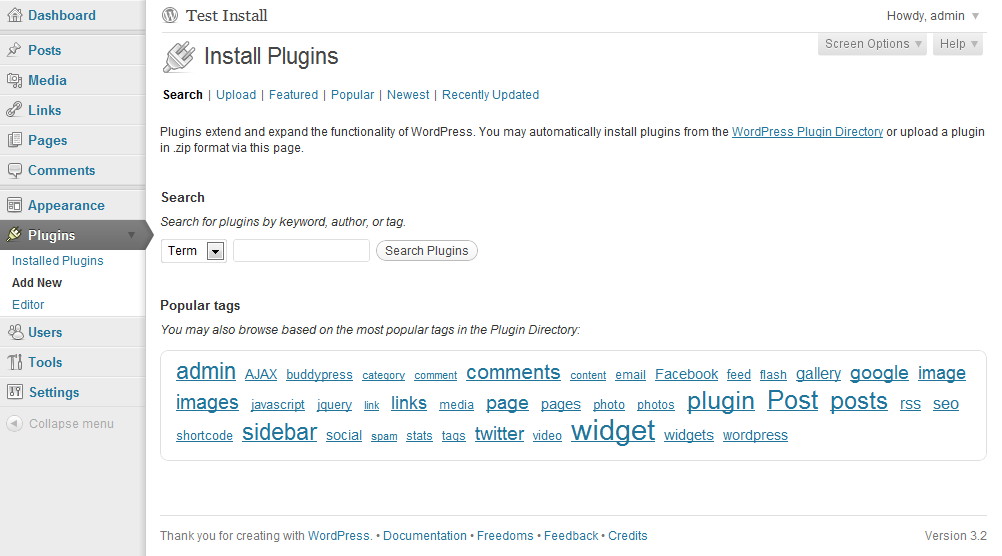 Dashboard
Posts
Media
Links
Pages
Comments
Appearance
Plugins
Installed Plugins
Add New
Editor
Users
Tools
Settings
Collapse menu
Test Install
Howdy, admin
Screen Options
Help
Install Plugins
Search | Upload | Featured | Popular | Newest | Recently Updated
Plugins extend and expand the functionality of WordPress. You may automatically install plugins from the WordPress Plugin Directory or upload a plugin
in .zip format via this page.
Search
Search for plugins by keyword, author, or tag.
Term Search Plugins
Popular tags
You may also browse based on the most popular tags in the Plugin Directory:
admin AJAX buddypress category comment comments content email Facebook feed flash gallery google image
images javascript jquery link links media page pages photo photos plugin Post posts rss seo
shortcode sidebar social spam stats tags twitter video widget widgets wordpress
Thank you for creating with WordPress. • Documentation • Freedoms • Feedback • Credits
Version 3.2